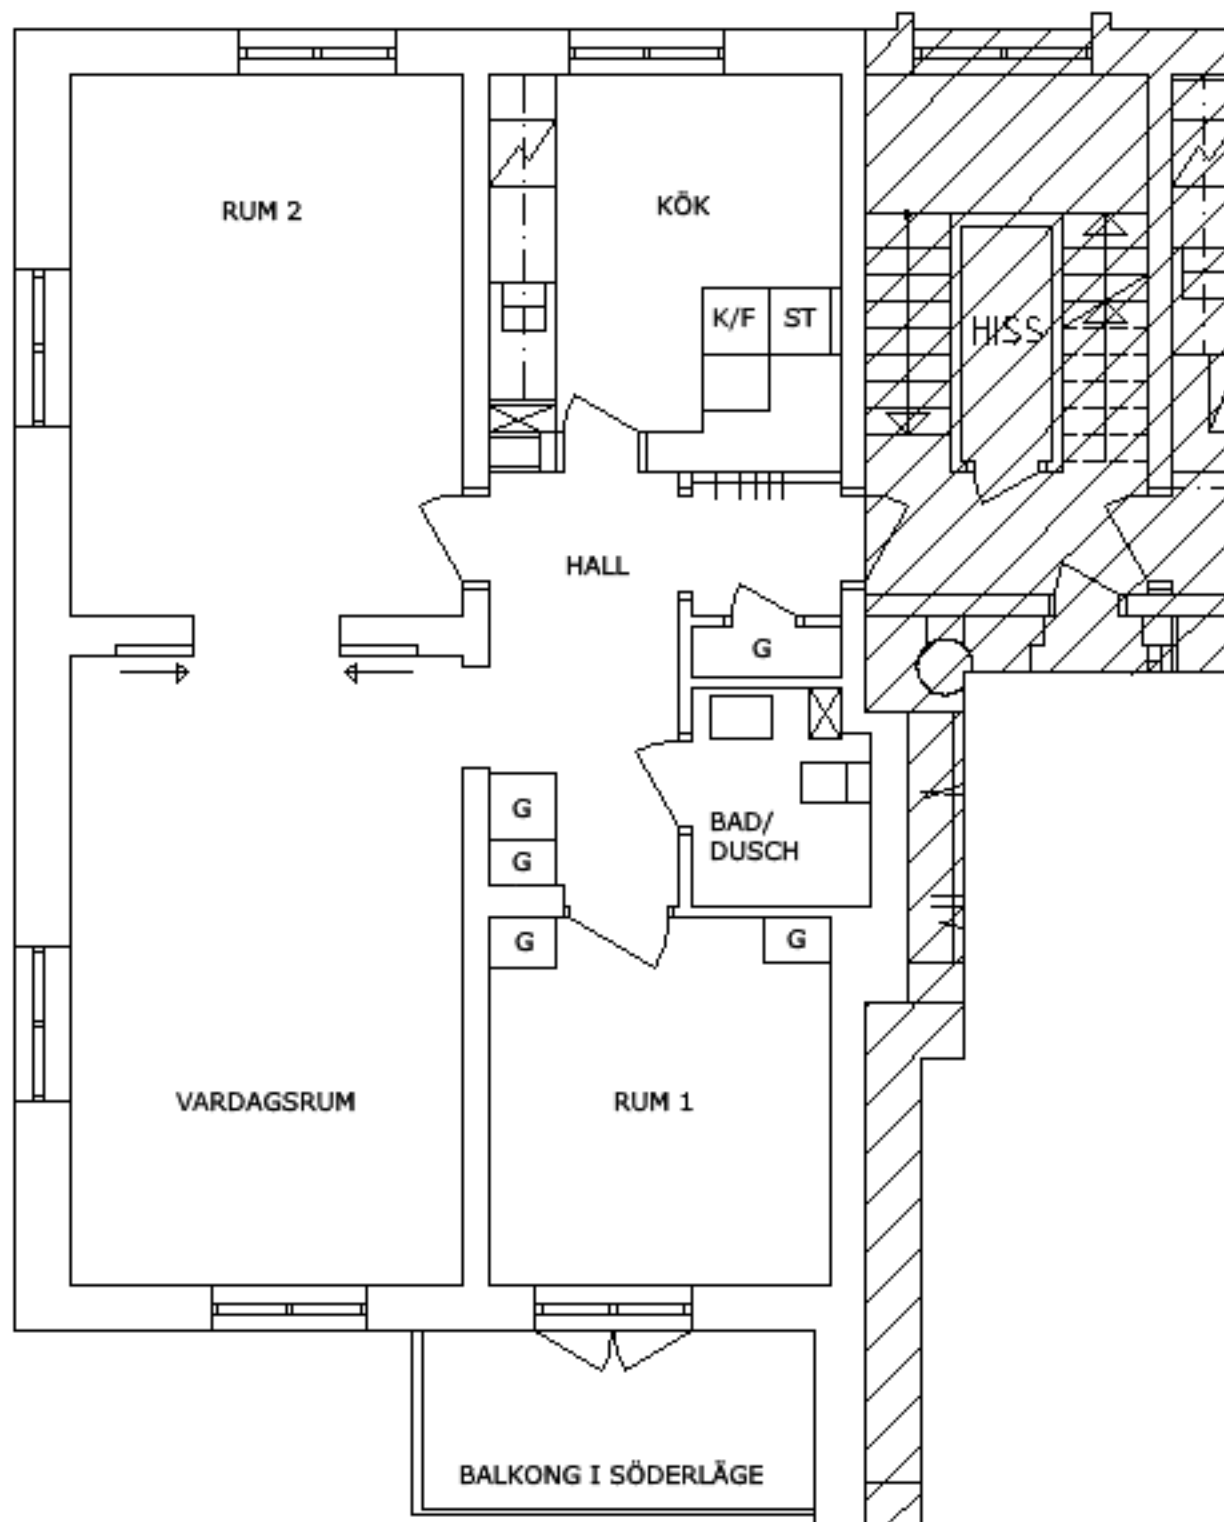 RUM 2
KÖK
K/F
ST
HISS
HALL
G
G
G
BAD/
DUSCH
G
G
VARDAGSRUM
RUM 1
BALKONG I SÖDERLÄGE